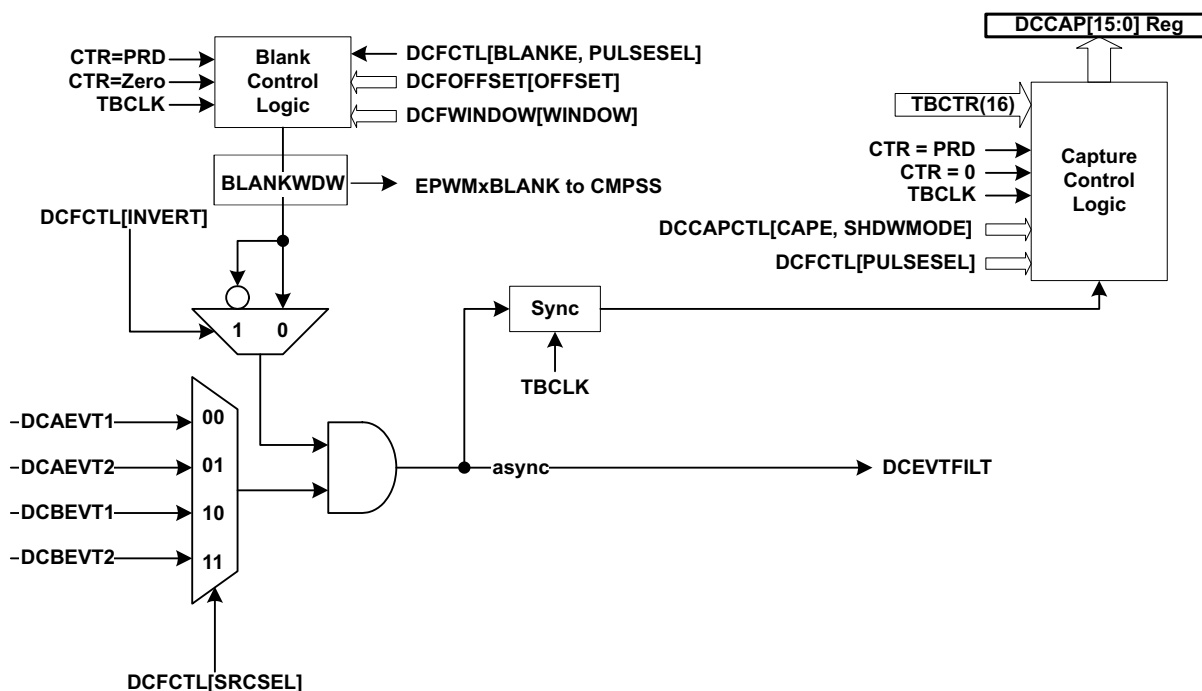 DCCAP[15:0] Reg
CTR=PRD
CTR=Zero
TBCLK
Blank
Control
Logic
DCFCTL[BLANKE, PULSESEL]
DCFOFFSET[OFFSET]
DCFWINDOW[WINDOW]
TBCTR(16)
CTR = PRD
CTR = 0
TBCLK
DCCAPCTL[CAPE, SHDWMODE]
DCFCTL[PULSESEL]
Capture
Control
Logic
BLANKWDW
EPWMxBLANK to CMPSS
DCFCTL[INVERT]
1 0
Sync
TBCLK
DCAEVT1
DCAEVT2
DCBEVT1
DCBEVT2
00
01
10
11
async
DCEVTFILT
DCFCTL[SRCSEL]